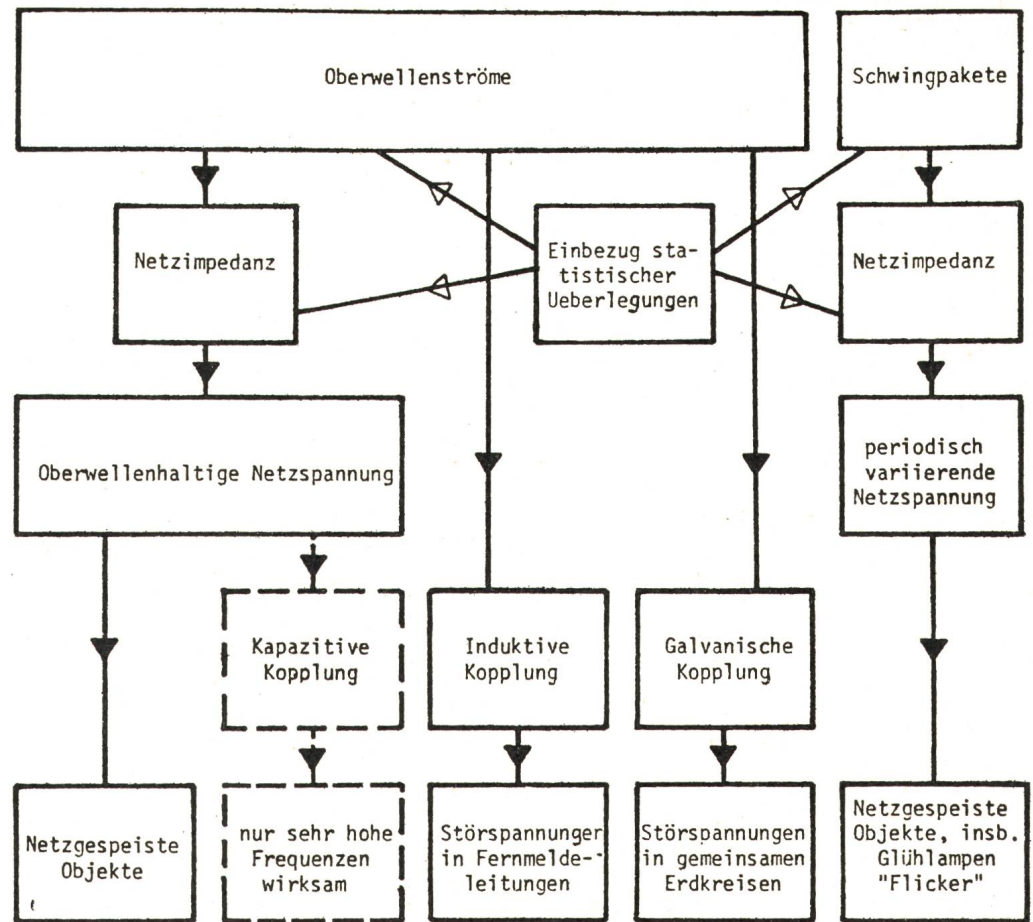 Oberwellenströme
Schwingpakete
Netzimpedanz
Einbezug sta-
tistischer
Ueberlegungen
Netzimpedanz
Oberwellenhaltige Netzspannung
periodisch
variierende
Netzspannung
Kapazitive
Kopplung
Induktive
Kopplung
Galvanische
Kopplung
Netzgespeiste
Objekte
nur sehr hohe
Frequenzen
wirksam
Störspannunger
in Fernmelde-
leitungen
Störspannungen
in gemeinsamen
Erdkreisen
Netzgespeiste
Objekte, insb.
Glühlampen
"Flicker"